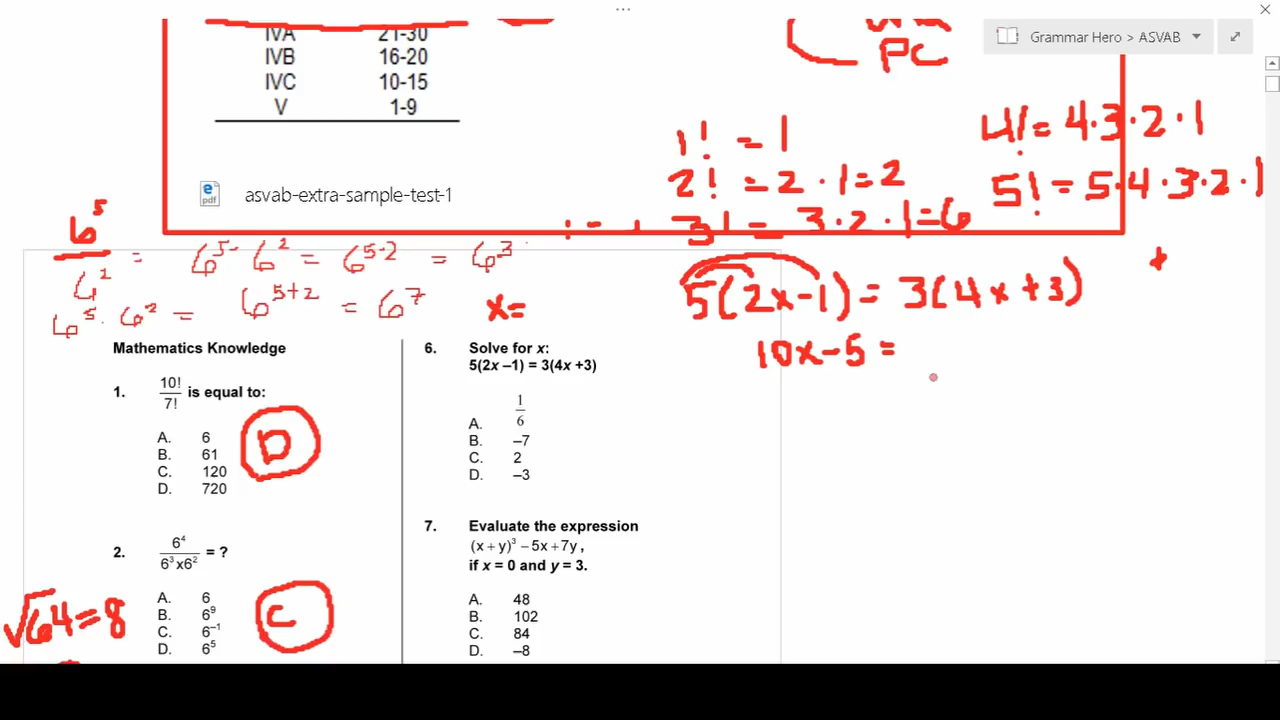 ...
Grammar Hero > ASVAB
IVA 21-30
IVB 16-20
IVC 10-15
V 1-9
PC
1! = 1
2! = 2 · 1 = 2
3! = 3 · 2 · 1 = 6
4! = 4 · 3 · 2 · 1
5! = 5 · 4 · 3 · 2 · 1
asvab-extra-sample-test-1
pdf
6^5 / 6^2 = 6^5- 6^2 = 6^5-2 = 6^3
6^5 · 6^2 = 6^5+2 = 6^7
x=
5(2x-1) = 3(4x+3)
+
10x-5 =
Mathematics Knowledge
1. 10!/7! is equal to:
A. 6
B. 61
C. 120
D. 720
D
2. 6^4 / 6^3 x6^2 = ?
A. 6
B. 6^9
C. 6^–1
D. 6^5
C
√64=8
6. Solve for x:
5(2x –1) = 3(4x +3)
A. 1/6
B. –7
C. 2
D. –3
7. Evaluate the expression
(x + y)^3 – 5x + 7y ,
if x = 0 and y = 3.
A. 48
B. 102
C. 84
D. –8